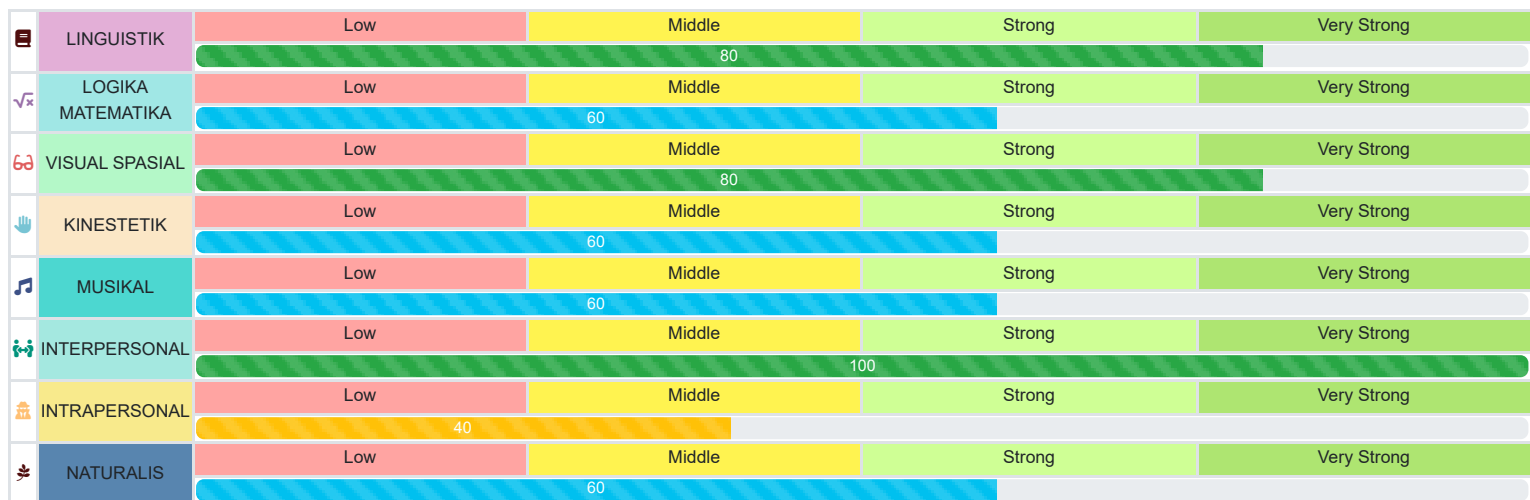 LINGUISTIK
Low Middle Strong Very Strong
80
LOGIKA
MATEMATIKA
Low Middle Strong Very Strong
60
VISUAL SPASIAL
Low Middle Strong Very Strong
80
KINESTETIK
Low Middle Strong Very Strong
60
MUSIKAL
Low Middle Strong Very Strong
60
INTERPERSONAL
Low Middle Strong Very Strong
100
INTRAPERSONAL
Low Middle Strong Very Strong
40
NATURALIS
Low Middle Strong Very Strong
60